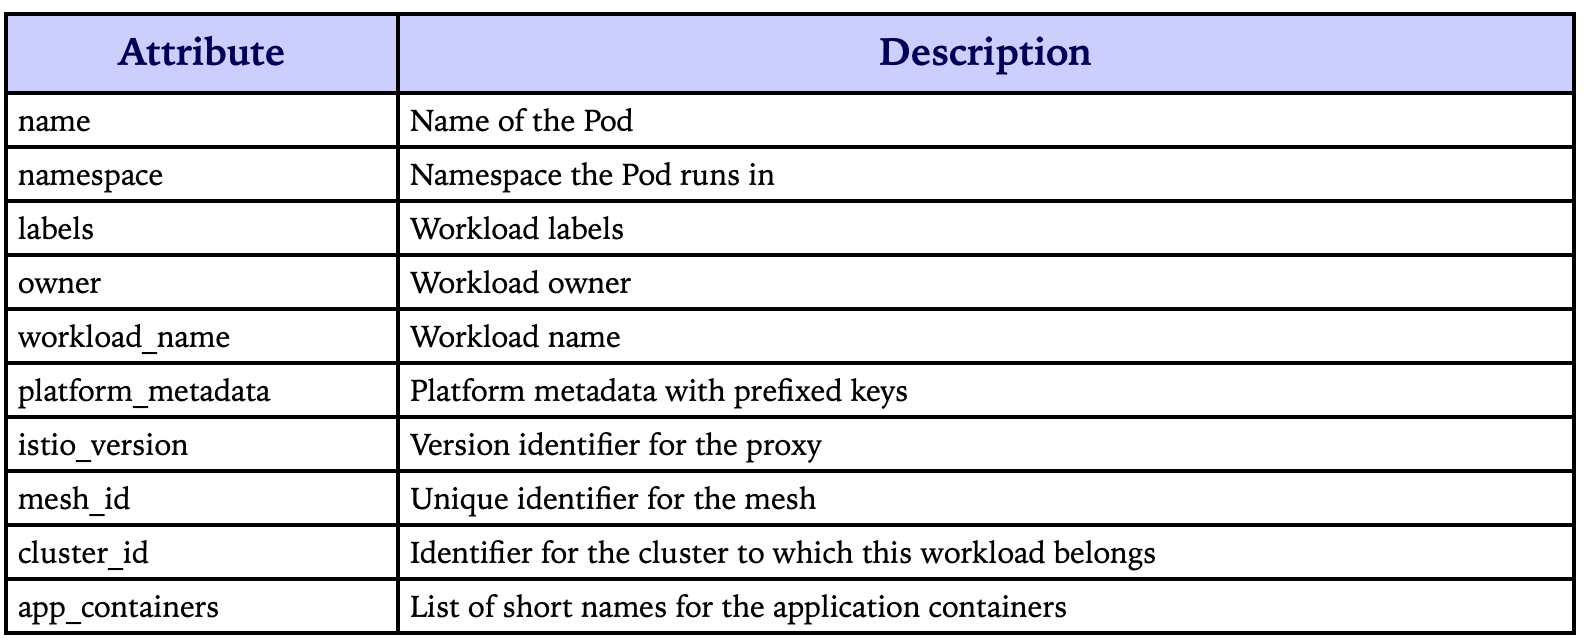 Attribute Description
name Name of the Pod
namespace Namespace the Pod runs in
labels Workload labels
owner Workload owner
workload_name Workload name
platform_metadata Platform metadata with prefixed keys
istio_version Version identifier for the proxy
mesh_id Unique identifier for the mesh
cluster_id Identifier for the cluster to which this workload belongs
app_containers List of short names for the application containers